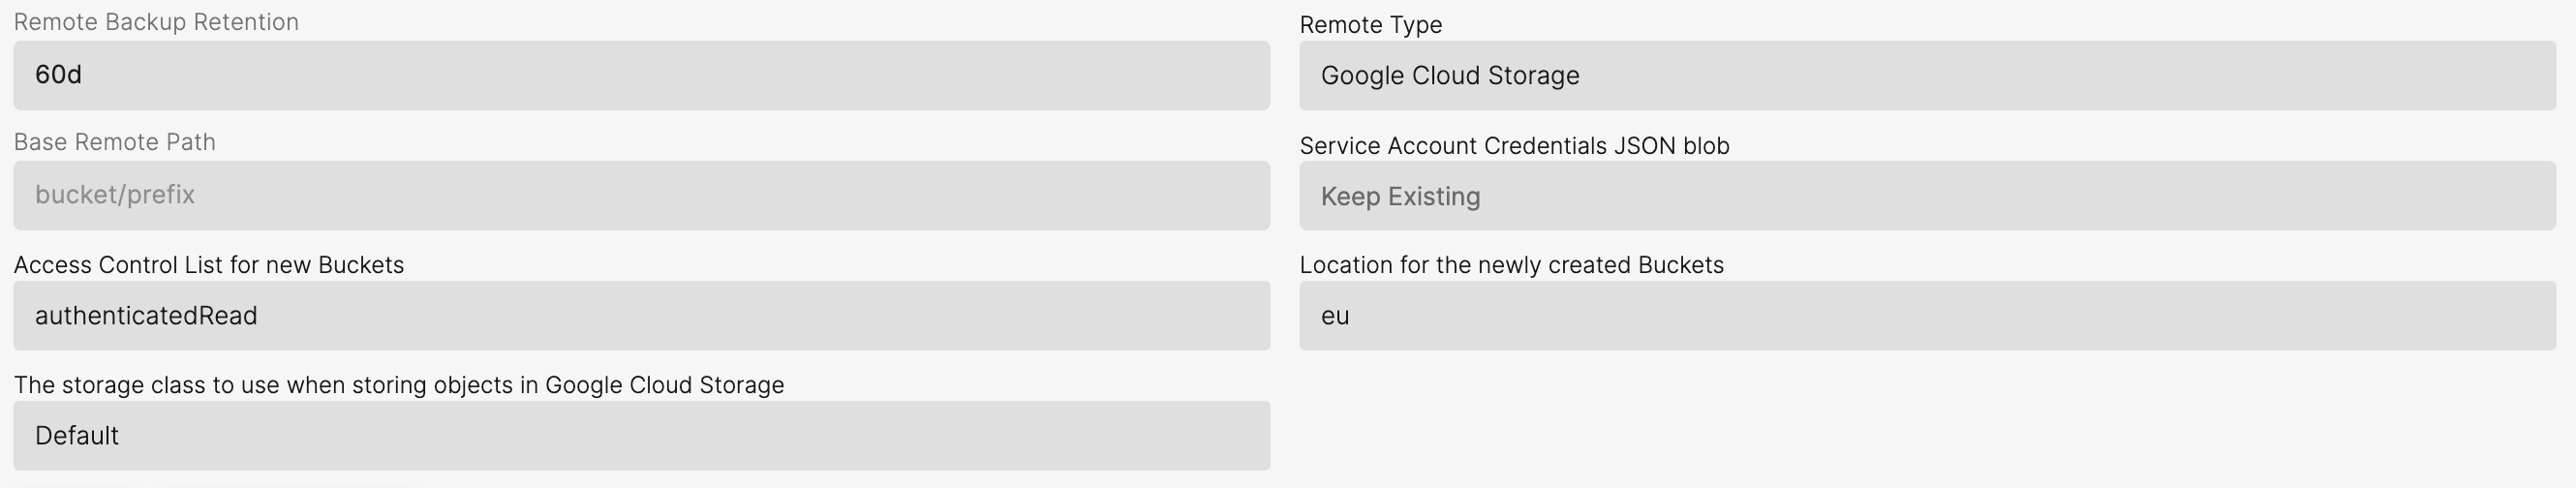 Remote Backup Retention
60d
Remote Type
Google Cloud Storage
Base Remote Path
bucket/prefix
Service Account Credentials JSON blob
Keep Existing
Access Control List for new Buckets
authenticatedRead
Location for the newly created Buckets
eu
The storage class to use when storing objects in Google Cloud Storage
Default